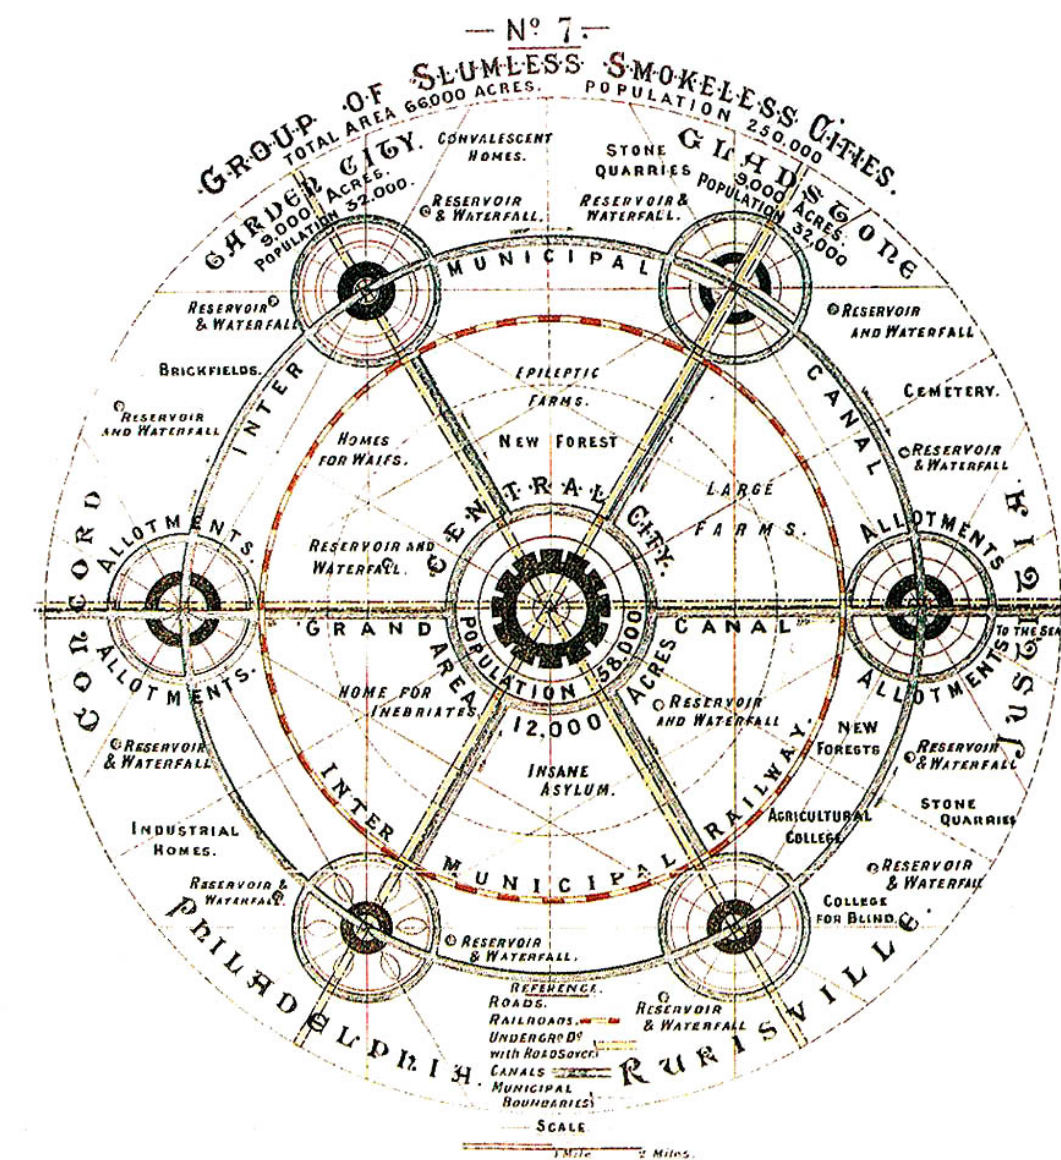 — Nº 7. —
GROUP OF SLUMLESS SMOKELESS CITIES.
TOTAL AREA 66,000 ACRES. POPULATION 250,000
GARDEN CITY.
9,000 ACRES.
POPULATION 32,000.
CONVALESCENT
HOMES.
STONE
QUARRIES
GLADSTONE
9,000 ACRES.
POPULATION 32,000
RESERVOIR
& WATERFALL.
RESERVOIR &
WATERFALL.
INTER MUNICIPAL CANAL
RESERVOIR
& WATERFALL
RESERVOIR
AND WATERFALL
BRICKFIELDS.
EPILEPTIC
FARMS.
CEMETERY.
RESERVOIR
AND WATERFALL
HOMES
FOR WAIFS.
NEW FOREST
RESERVOIR
& WATERFALL
LARGE
FARMS.
CENTRAL CITY.
CONCORD
ALLOTMENTS.
RESERVOIR AND
WATERFALL.
ALLOTMENTS
"GRAND CANAL"
TO THE SEA
AREA 12,000 ACRES
POPULATION 58,000
ALLOTMENTS.
ALLOTMENTS
HOME FOR
INEBRIATES
RESERVOIR
AND WATERFALL
RESERVOIR
& WATERFALL
NEW
FORESTS
RESERVOIR
& WATERFALL
INSANE
ASYLUM.
INTER MUNICIPAL RAILWAY.
STONE
QUARRIES
INDUSTRIAL
HOMES.
AGRICULTURAL
COLLEGE
RESERVOIR &
WATERFALL
RESERVOIR
& WATERFALL
COLLEGE
FOR BLIND.
PHILADELPHIA.
RESERVOIR
& WATERFALL.
RURISVILLE.
RESERVOIR
& WATERFALL
REFERENCE.
ROADS.
RAILROADS.
UNDERGRD Dº
with ROADS over
CANALS
MUNICIPAL
BOUNDARIES
SCALE
1 Mile 2 Miles.